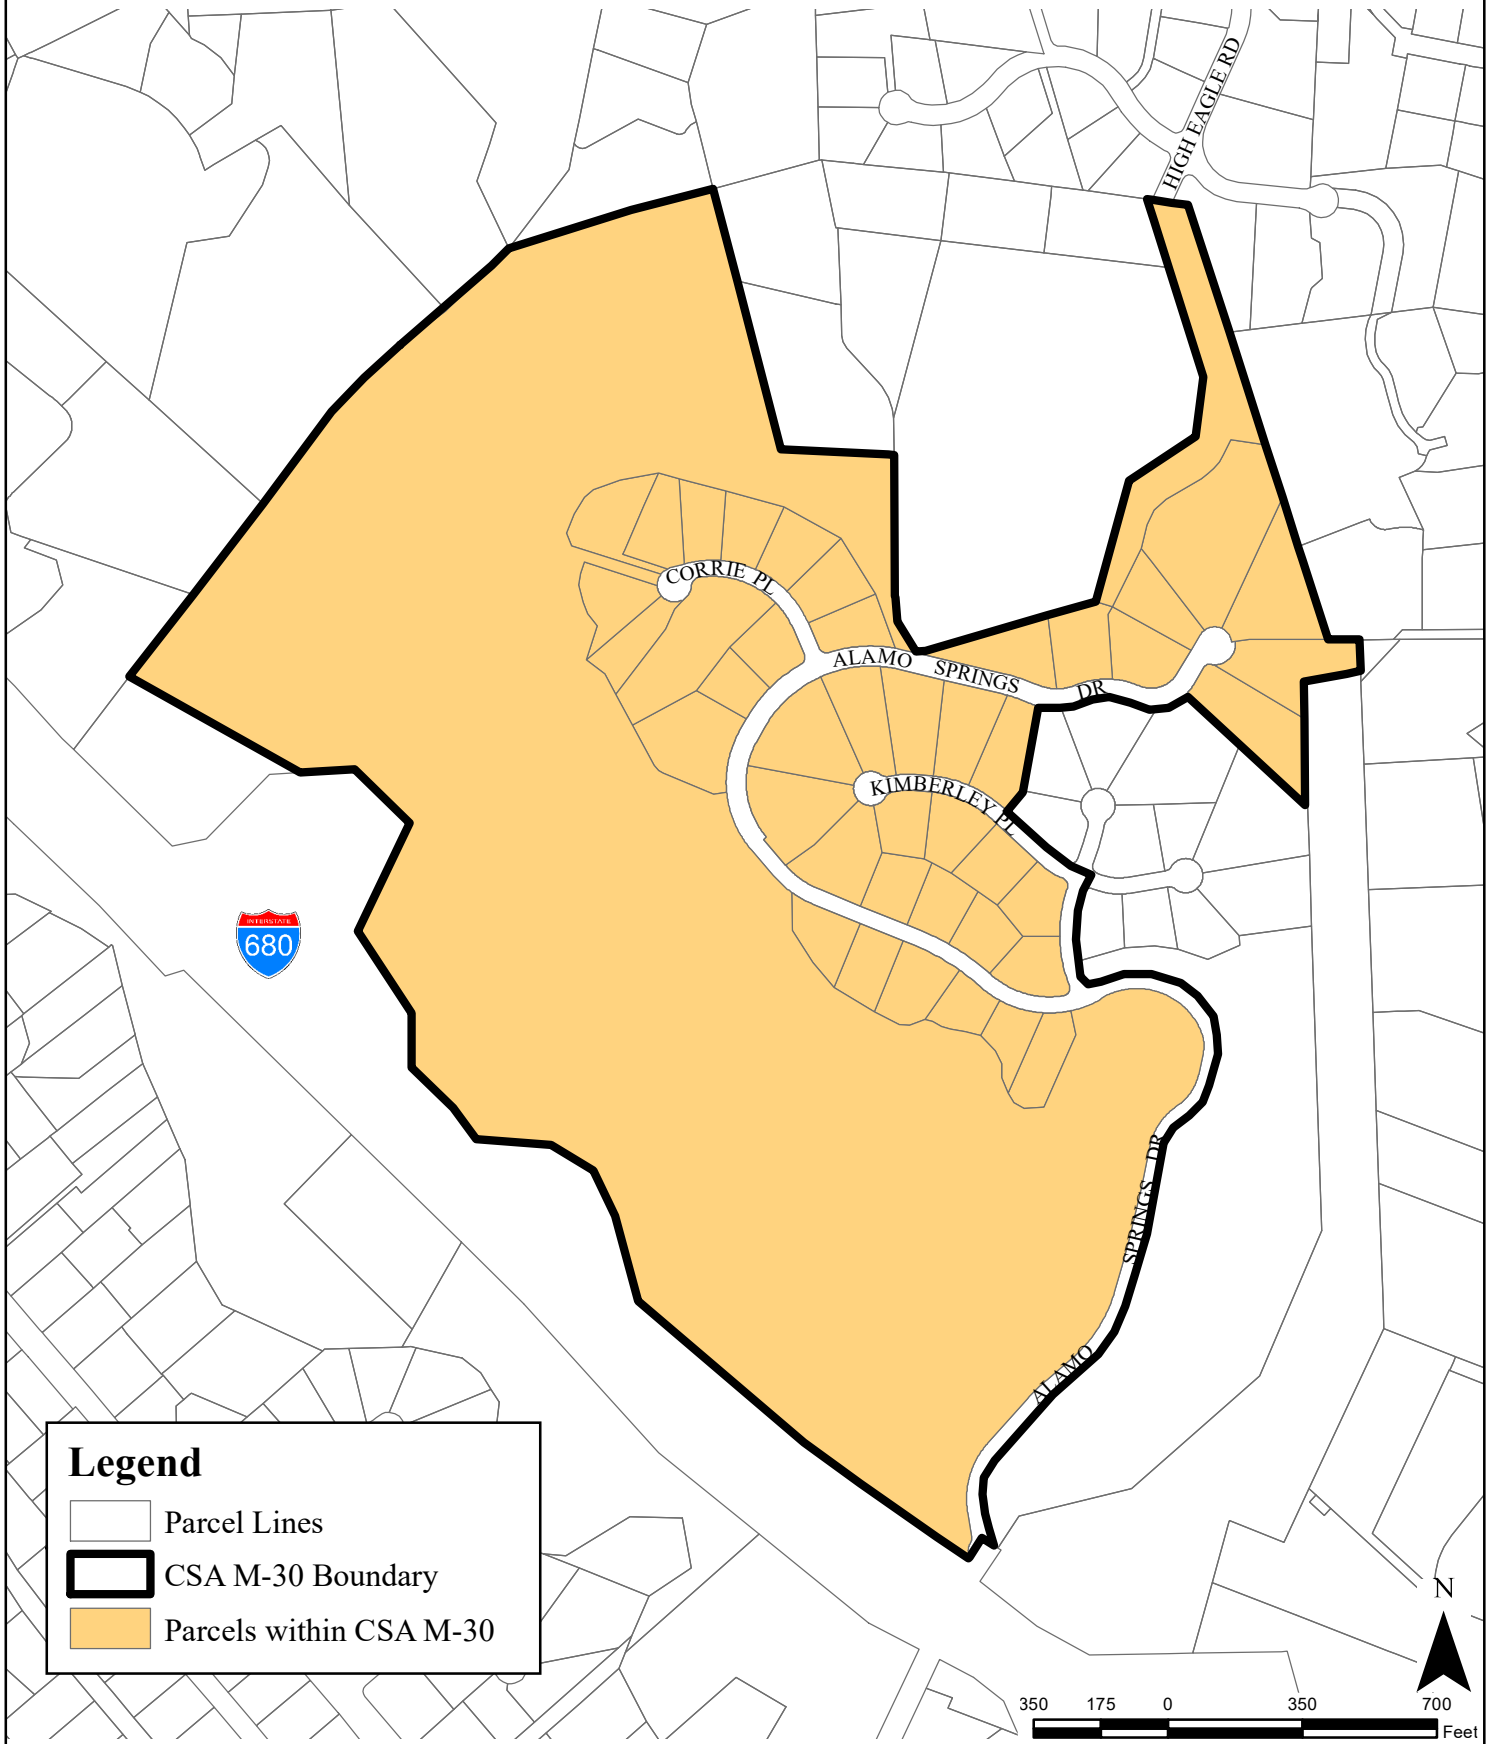 HIGH EAGLE RD
CORRIE PL
ALAMO SPRINGS DR
KIMBERLEY PL
INTERSTATE
680
ALAMO SPRINGS DR
Legend
Parcel Lines
CSA M-30 Boundary
Parcels within CSA M-30
N
350 175 0 350 700
Feet